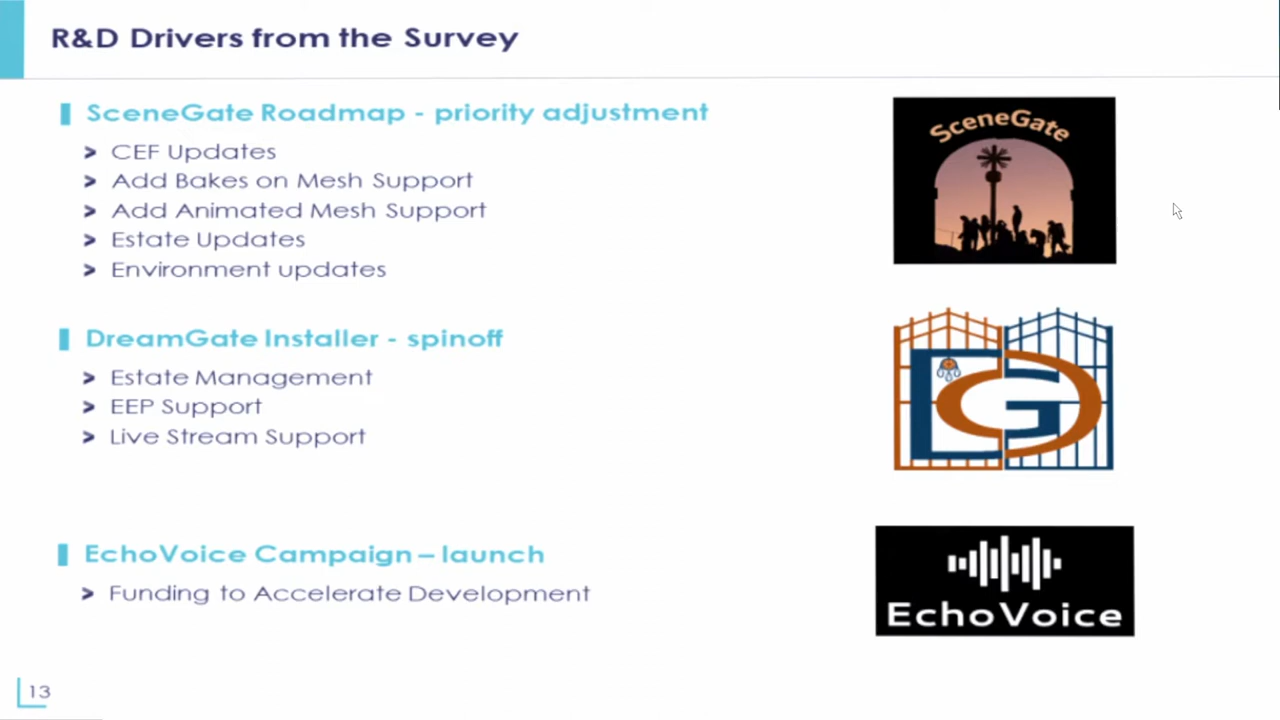 R&D Drivers from the Survey
SceneGate Roadmap - priority adjustment
> CEF Updates
> Add Bakes on Mesh Support
> Add Animated Mesh Support
> Estate Updates
> Environment updates
SceneGate
DreamGate Installer - spinoff
> Estate Management
> EEP Support
> Live Stream Support
DG
EchoVoice Campaign – launch
> Funding to Accelerate Development
EchoVoice
13